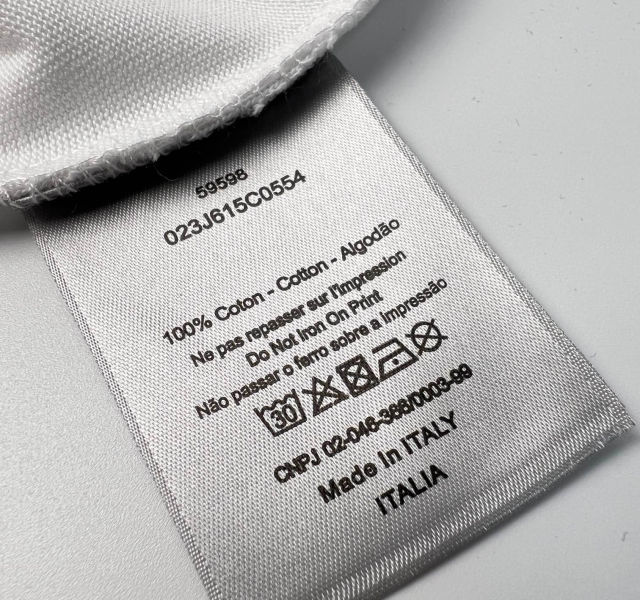 59598
023J615C0554
100% Coton - Cotton - Algodão
Ne pas repasser sur l'impression
Do Not Iron On Print
Não passar o ferro sobre a impressão
30
CNPJ 02-046-368/0003-99
Made In ITALY
ITALIA